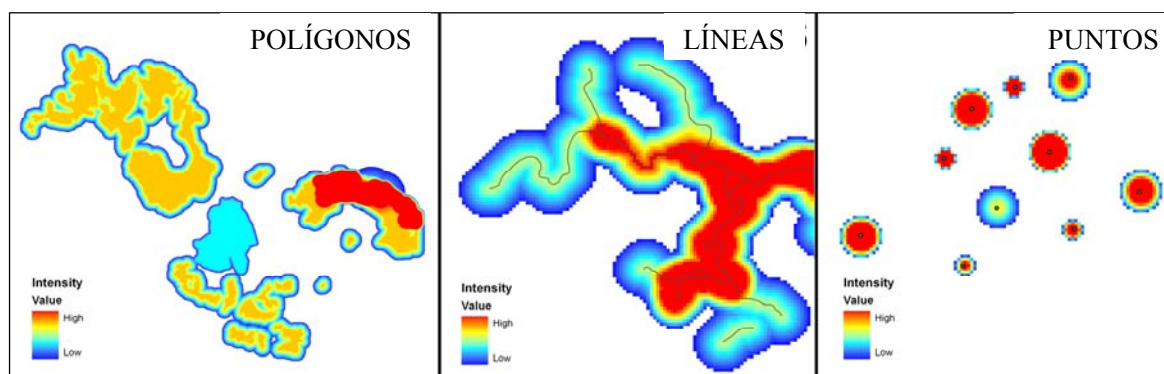 POLÍGONOS
Intensity
Value
High
Low
LÍNEAS
Intensity
Value
High
Low
PUNTOS
Intensity
Value
High
Low